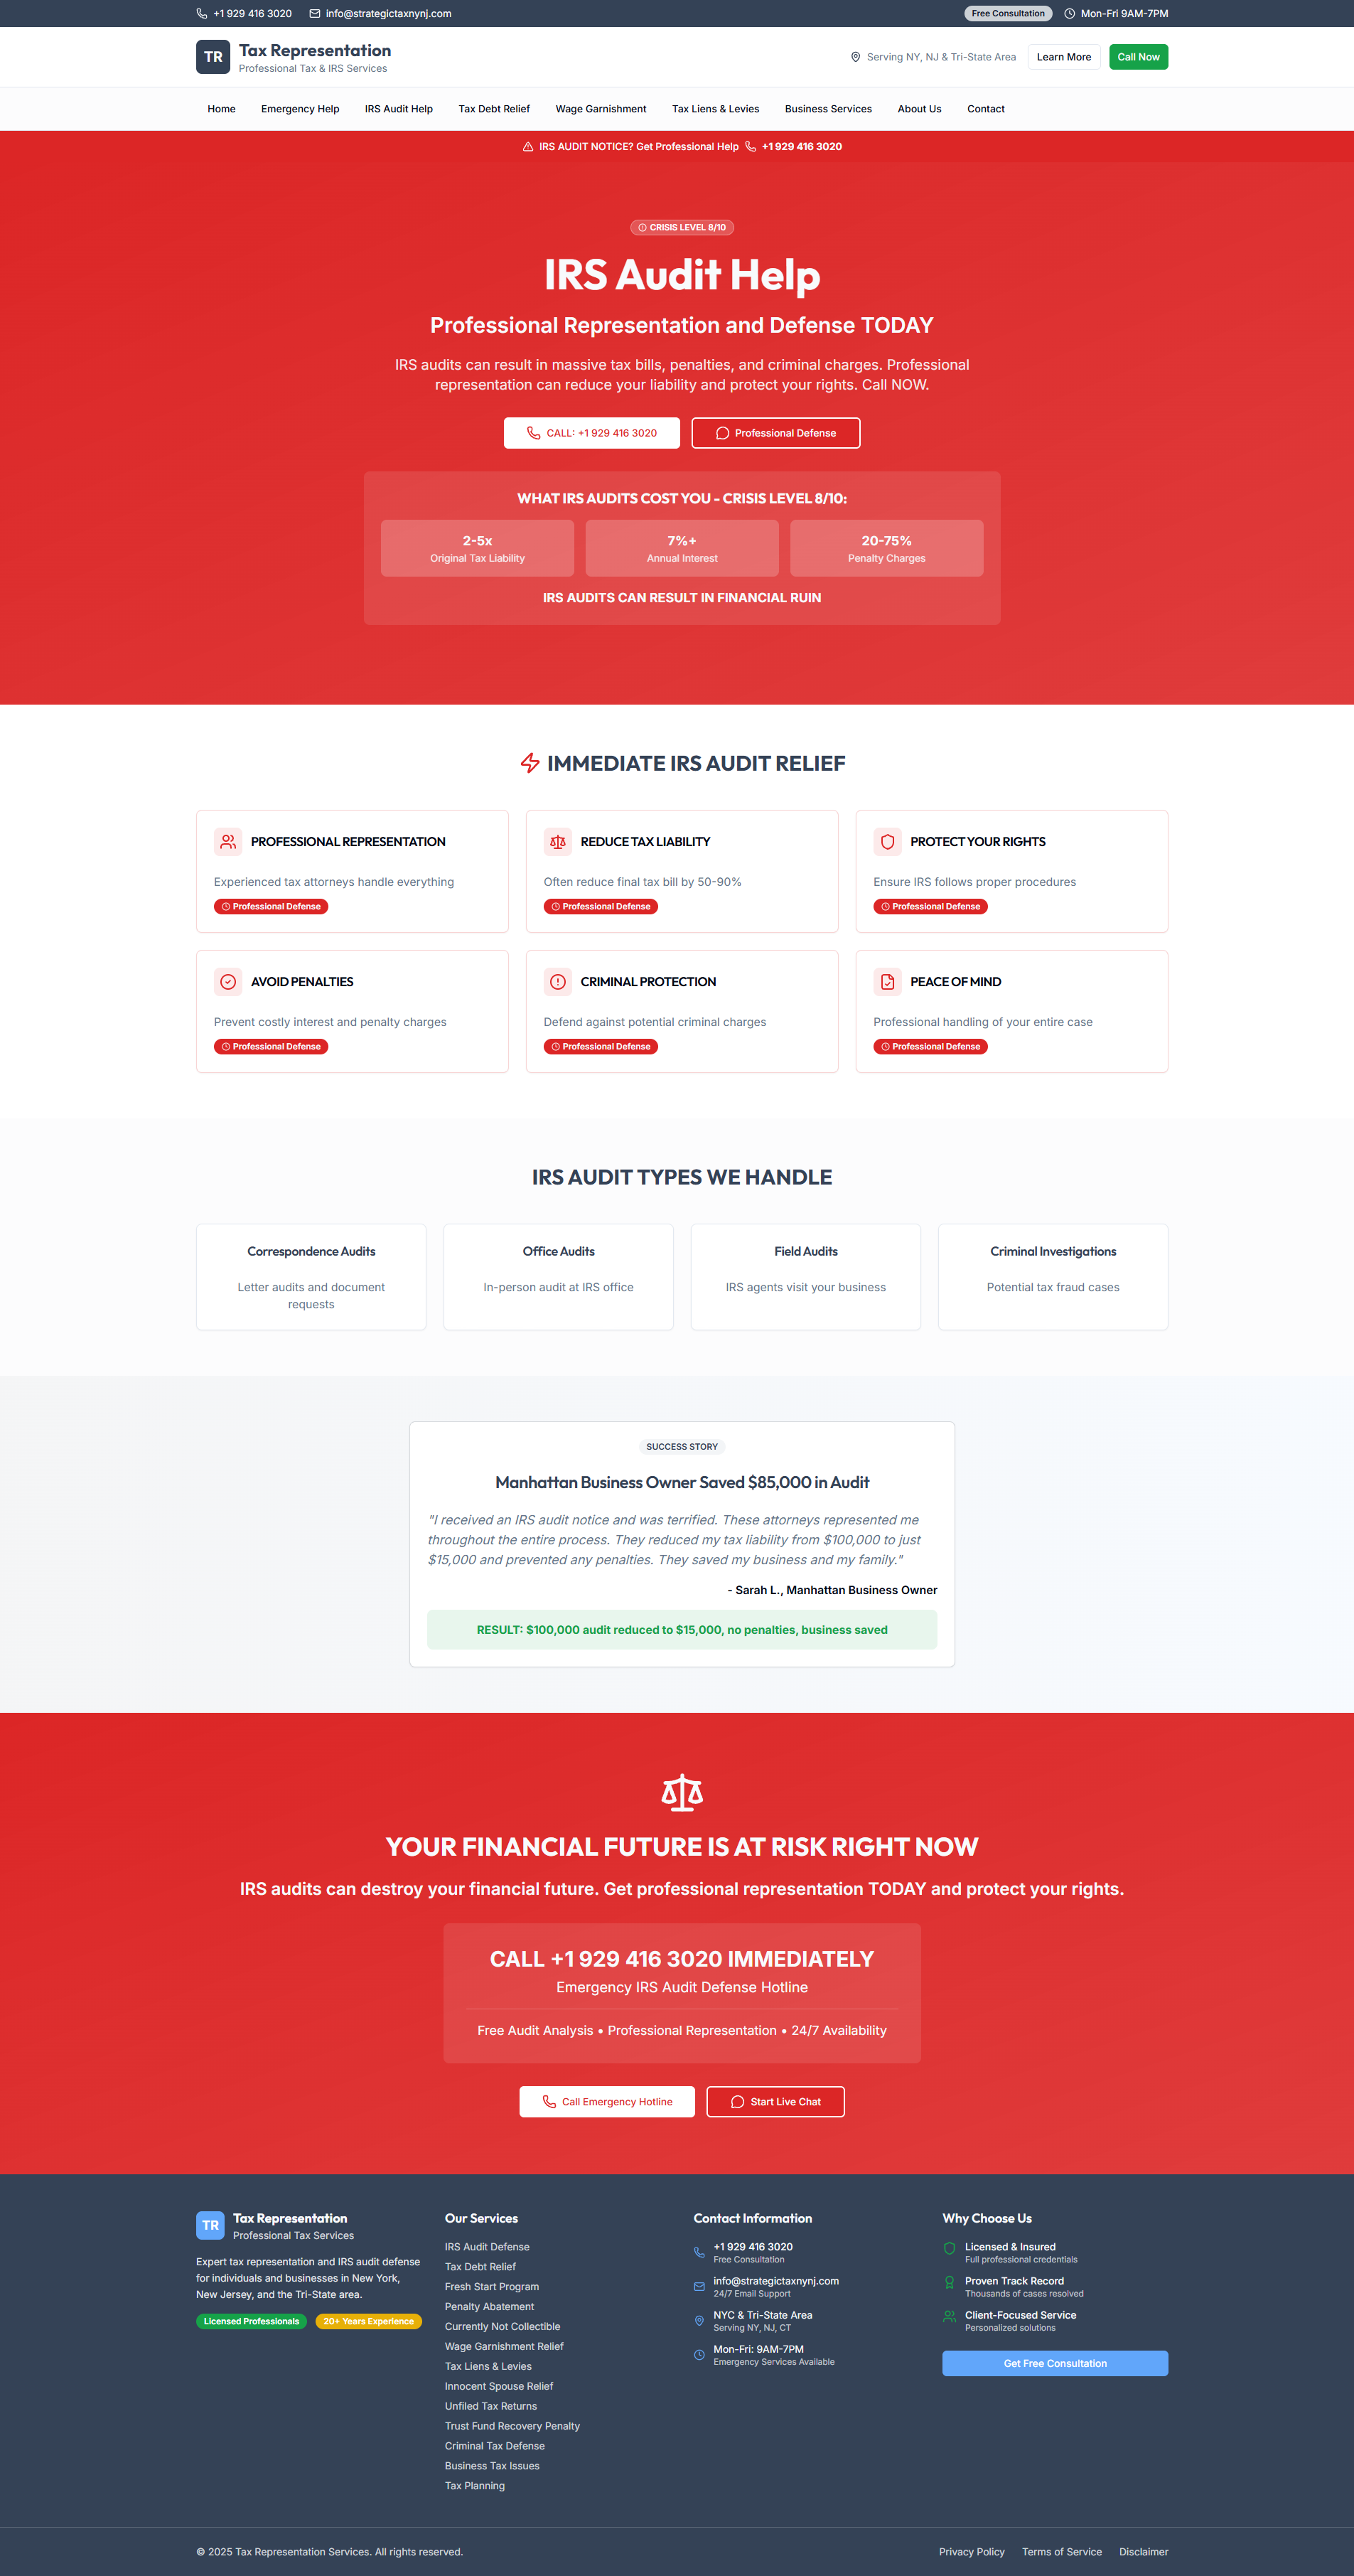 +1 929 416 3020
info@strategictaxnynj.com
Free Consultation
Mon-Fri 9AM-7PM
TR
Tax Representation
Professional Tax & IRS Services
Serving NY, NJ & Tri-State Area
Learn More
Call Now
Home
Emergency Help
IRS Audit Help
Tax Debt Relief
Wage Garnishment
Tax Liens & Levies
Business Services
About Us
Contact
IRS AUDIT NOTICE? Get Professional Help
+1 929 416 3020
CRISIS LEVEL 8/10
IRS Audit Help
Professional Representation and Defense TODAY
IRS audits can result in massive tax bills, penalties, and criminal charges. Professional
representation can reduce your liability and protect your rights. Call NOW.
CALL: +1 929 416 3020
Professional Defense
WHAT IRS AUDITS COST YOU - CRISIS LEVEL 8/10:
2-5x
Original Tax Liability
7%+
Annual Interest
20-75%
Penalty Charges
IRS AUDITS CAN RESULT IN FINANCIAL RUIN
IMMEDIATE IRS AUDIT RELIEF
PROFESSIONAL REPRESENTATION
Experienced tax attorneys handle everything
Professional Defense
REDUCE TAX LIABILITY
Often reduce final tax bill by 50-90%
Professional Defense
PROTECT YOUR RIGHTS
Ensure IRS follows proper procedures
Professional Defense
AVOID PENALTIES
Prevent costly interest and penalty charges
Professional Defense
CRIMINAL PROTECTION
Defend against potential criminal charges
Professional Defense
PEACE OF MIND
Professional handling of your entire case
Professional Defense
IRS AUDIT TYPES WE HANDLE
Correspondence Audits
Letter audits and document
requests
Office Audits
In-person audit at IRS office
Field Audits
IRS agents visit your business
Criminal Investigations
Potential tax fraud cases
SUCCESS STORY
Manhattan Business Owner Saved $85,000 in Audit
"I received an IRS audit notice and was terrified. These attorneys represented me
throughout the entire process. They reduced my tax liability from $100,000 to just
$15,000 and prevented any penalties. They saved my business and my family."
- Sarah L., Manhattan Business Owner
RESULT: $100,000 audit reduced to $15,000, no penalties, business saved
YOUR FINANCIAL FUTURE IS AT RISK RIGHT NOW
IRS audits can destroy your financial future. Get professional representation TODAY and protect your rights.
CALL +1 929 416 3020 IMMEDIATELY
Emergency IRS Audit Defense Hotline
Free Audit Analysis • Professional Representation • 24/7 Availability
Call Emergency Hotline
Start Live Chat
TR
Tax Representation
Professional Tax Services
Expert tax representation and IRS audit defense
for individuals and businesses in New York,
New Jersey, and the Tri-State area.
Licensed Professionals
20+ Years Experience
Our Services
IRS Audit Defense
Tax Debt Relief
Fresh Start Program
Penalty Abatement
Currently Not Collectible
Wage Garnishment Relief
Tax Liens & Levies
Innocent Spouse Relief
Unfiled Tax Returns
Trust Fund Recovery Penalty
Criminal Tax Defense
Business Tax Issues
Tax Planning
Contact Information
+1 929 416 3020
Free Consultation
info@strategictaxnynj.com
24/7 Email Support
NYC & Tri-State Area
Serving NY, NJ, CT
Mon-Fri: 9AM-7PM
Emergency Services Available
Why Choose Us
Licensed & Insured
Full professional credentials
Proven Track Record
Thousands of cases resolved
Client-Focused Service
Personalized solutions
Get Free Consultation
© 2025 Tax Representation Services. All rights reserved.
Privacy Policy
Terms of Service
Disclaimer